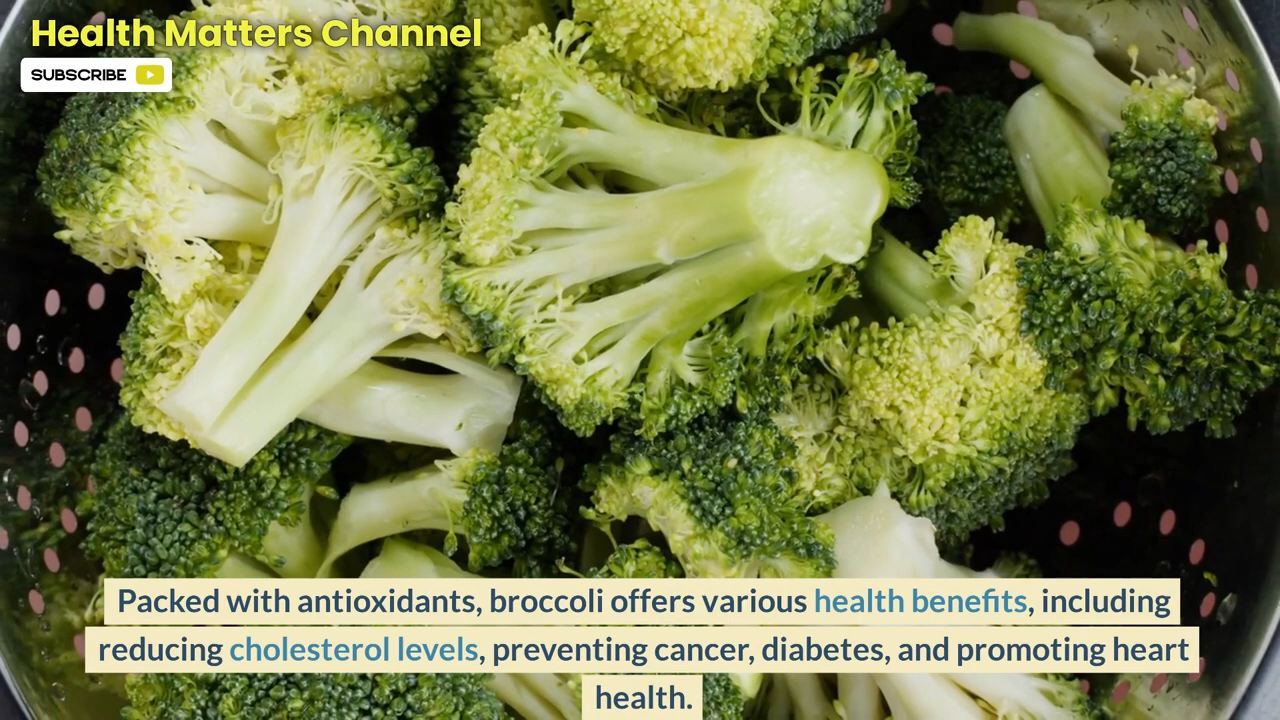 Health Matters Channel
SUBSCRIBE
Packed with antioxidants, broccoli offers various health benefits, including
reducing cholesterol levels, preventing cancer, diabetes, and promoting heart
health.